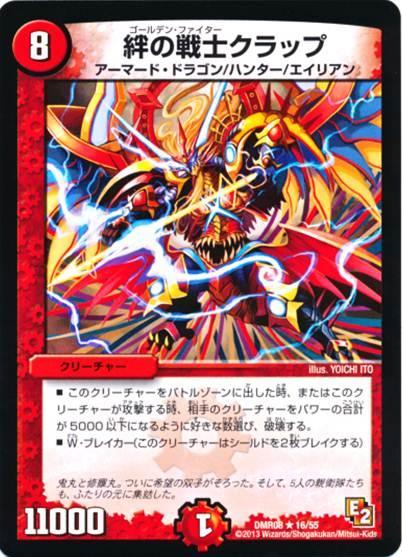 8
ゴールデン・ファイター
絆の戦士クラップ
アーマード・ドラゴン/ハンター/エイリアン
illus. YOICHI ITO
クリーチャー
■ このクリーチャーをバトルゾーンに出した時、またはこのク
リーチャーが攻撃する時、相手のクリーチャーをパワーの合計
が5000以下になるように好きな数選び、破壊する。
■ W・ブレイカー(このクリーチャーはシールドを2枚ブレイクする)
鬼丸と修羅丸。ついに希望の双子がそろった。そして、5人の親衛隊たち
も、ふたりの元に集結した。
11000
1
E2
DMR08 ★ 16/55
©2013 Wizards/Shogakukan/Mitsui-Kids